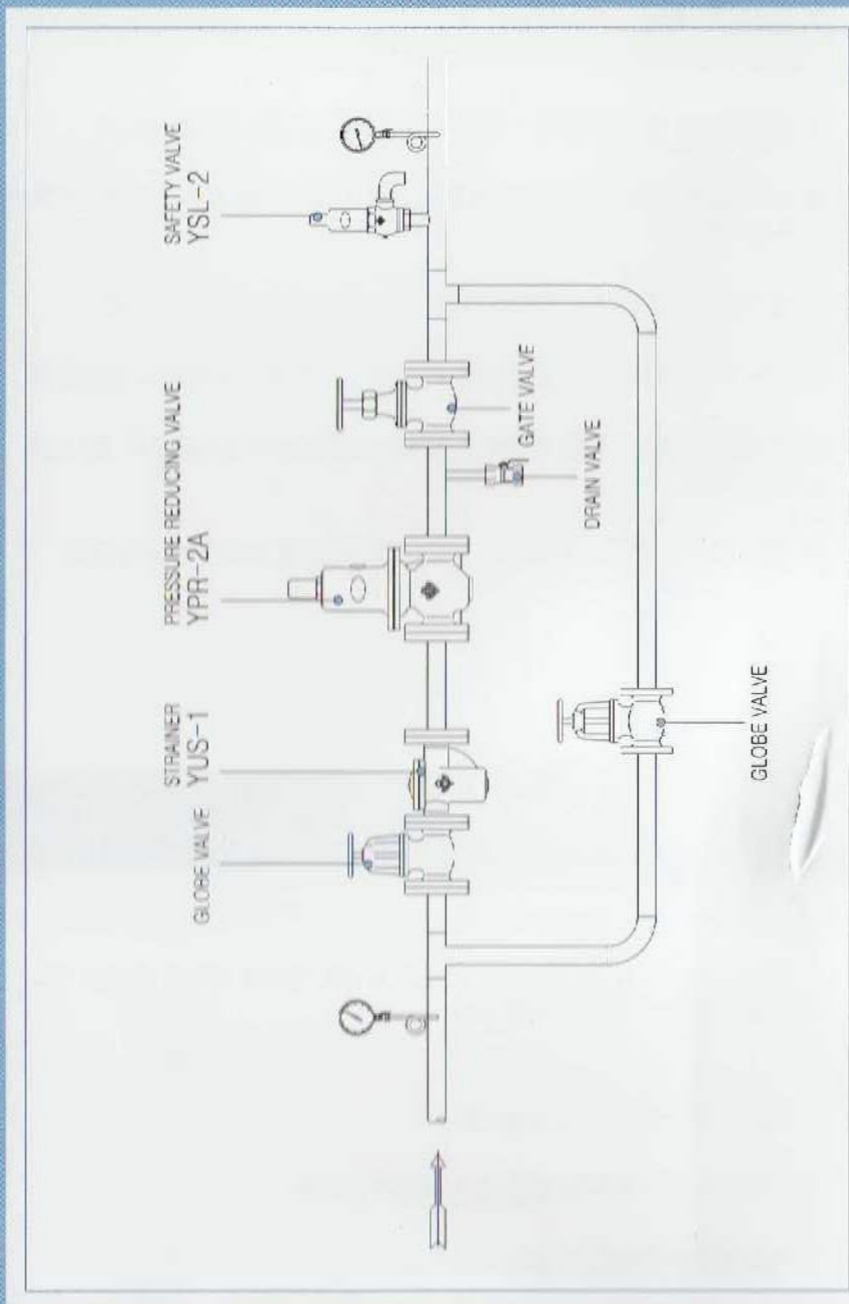 GLOBE VALVE
STRAINER
YUS-1
PRESSURE REDUCING VALVE
YPR-2A
SAFETY VALVE
YSL-2
GATE VALVE
DRAIN VALVE
GLOBE VALVE